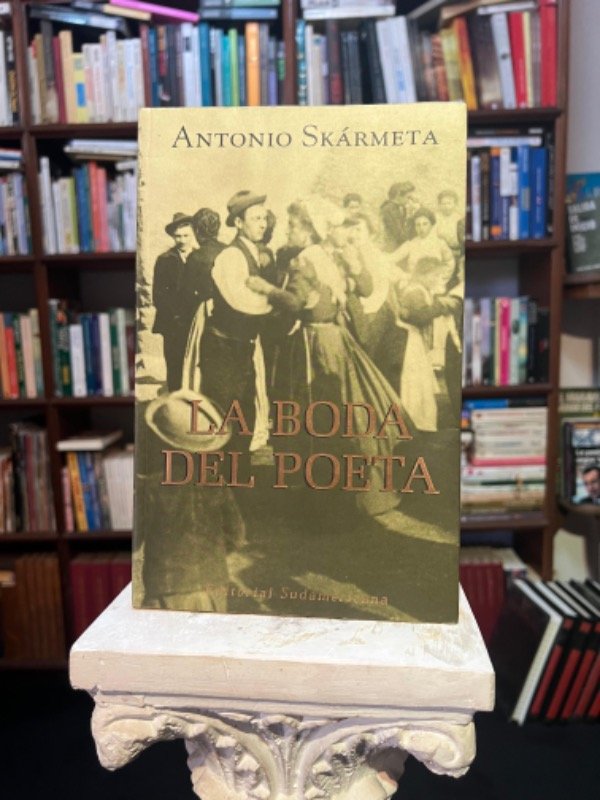 ANTONIO SKÁRMETA
LA BODA
DEL POETA
Editorial Sudamericana